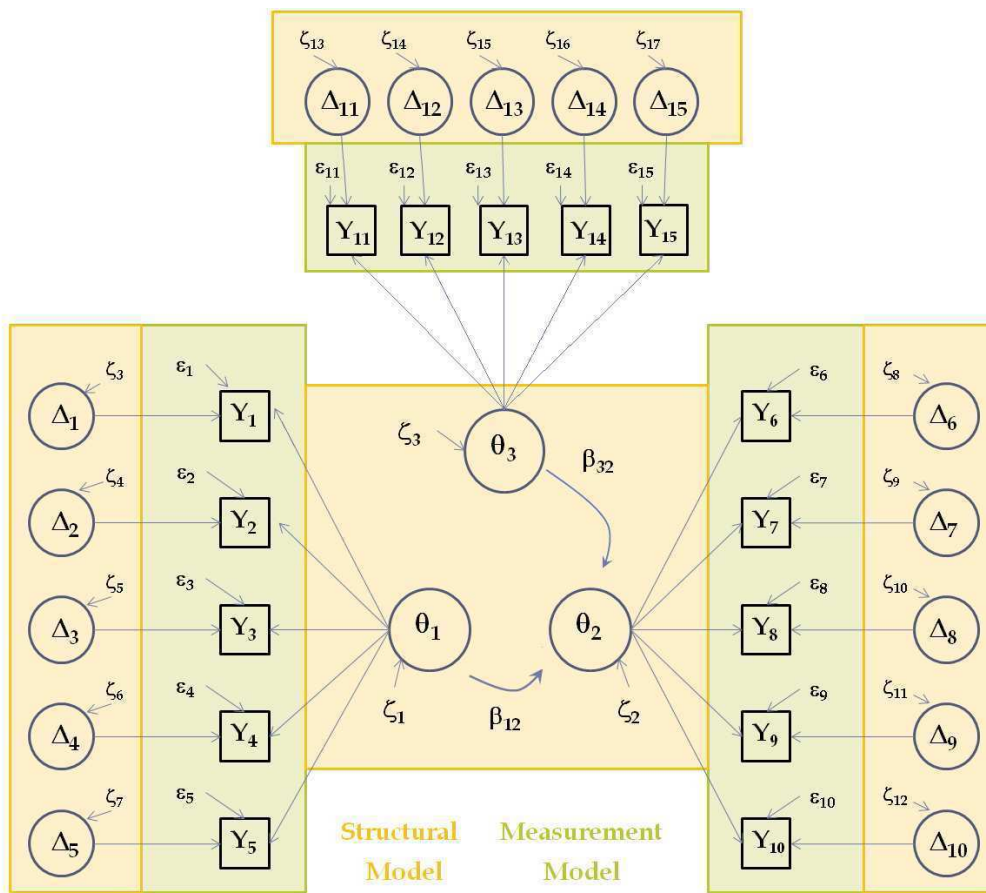 ζ13 ζ14 ζ15 ζ16 ζ17
Δ11 Δ12 Δ13 Δ14 Δ15
ε11 ε12 ε13 ε14 ε15
Y11 Y12 Y13 Y14 Y15
ζ3 ε1 ε6 ζ8
Δ1 Y1 Y6 Δ6
ζ3 θ3 β32
ζ4 ε2 ε7 ζ9
Δ2 Y2 Y7 Δ7
ζ5 ε3 ε8 ζ10
Δ3 Y3 θ1 θ2 Y8 Δ8
ζ6 ε4 ζ1 β12 ζ2 ε9 ζ11
Δ4 Y4 Y9 Δ9
ζ7 ε5 ε10 ζ12
Δ5 Y5 Y10 Δ10
Structural Measurement
Model Model